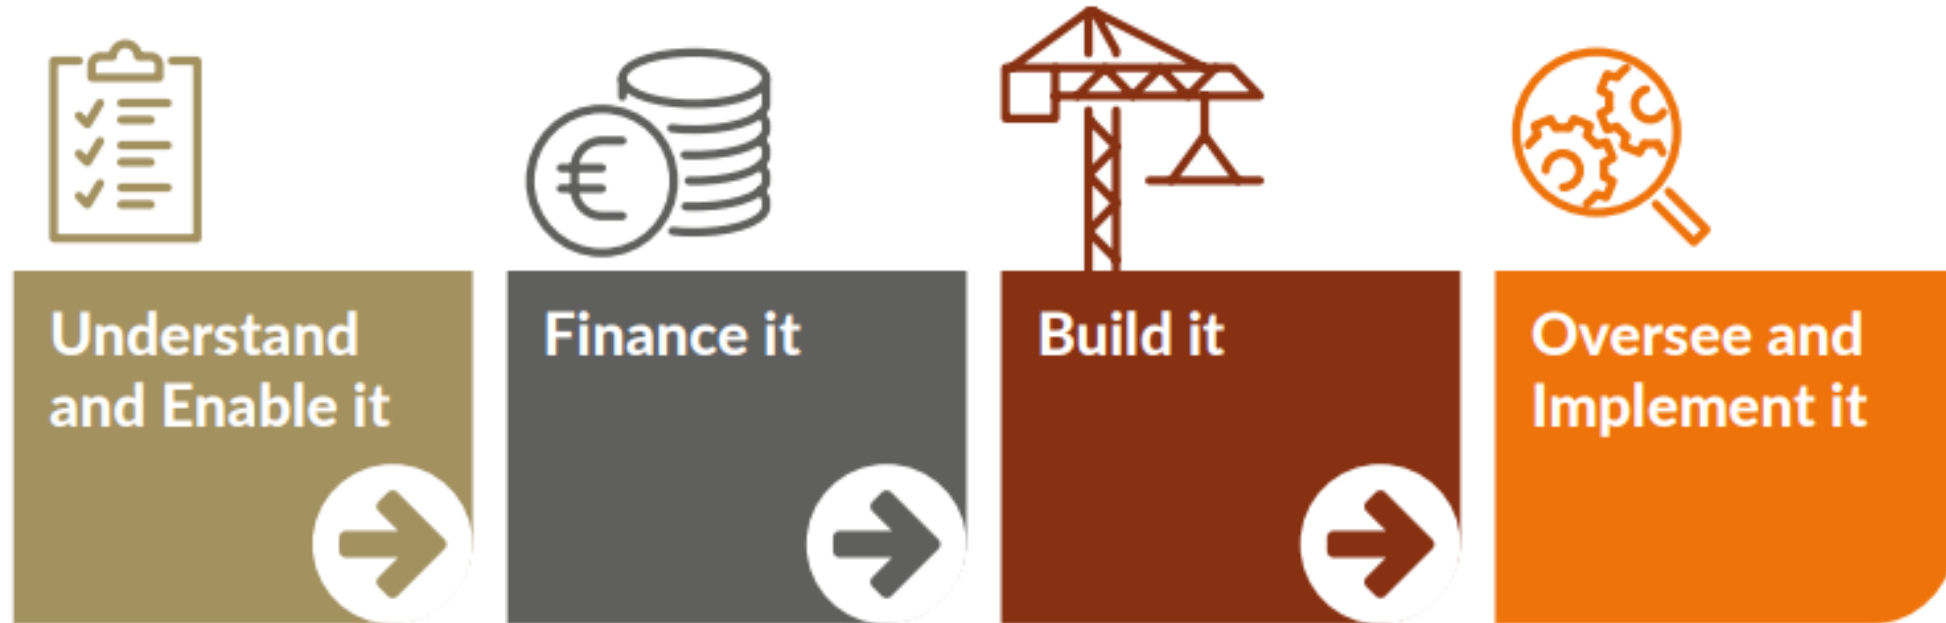 Understand
and Enable it
Finance it
Build it
Oversee and
Implement it